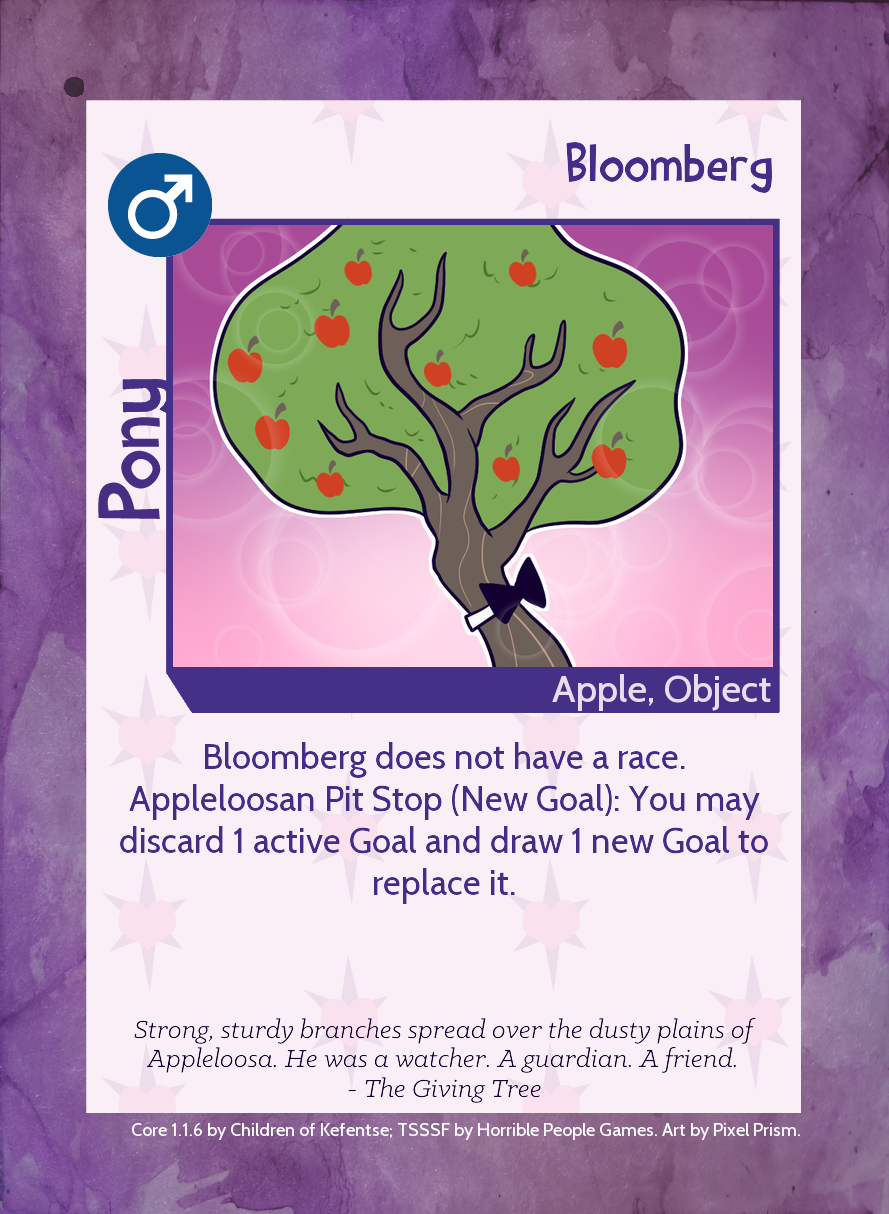 Bloomberg
Pony
Apple, Object
Bloomberg does not have a race.
Appleloosan Pit Stop (New Goal): You may
discard 1 active Goal and draw 1 new Goal to
replace it.
Strong, sturdy branches spread over the dusty plains of
Appleloosa. He was a watcher. A guardian. A friend.
- The Giving Tree
Core 1.1.6 by Children of Kefentse; TSSSF by Horrible People Games. Art by Pixel Prism.